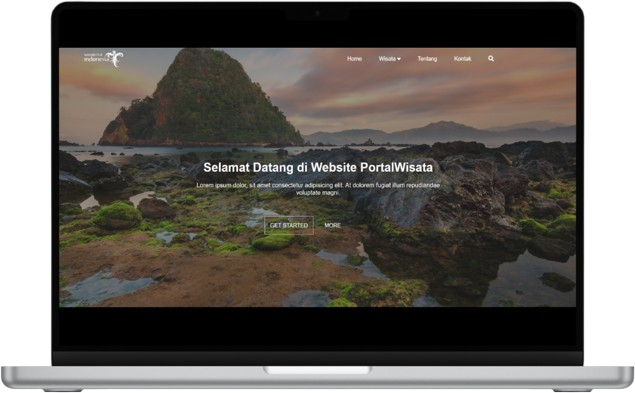 wonderful
indonesia
Home Wisata Tentang Kontak
Selamat Datang di Website PortalWisata
Lorem ipsum dolor, sit amet consectetur adipisicing elit. At dolorem fugiat illum repudiandae
voluptate magni.
GET STARTED MORE